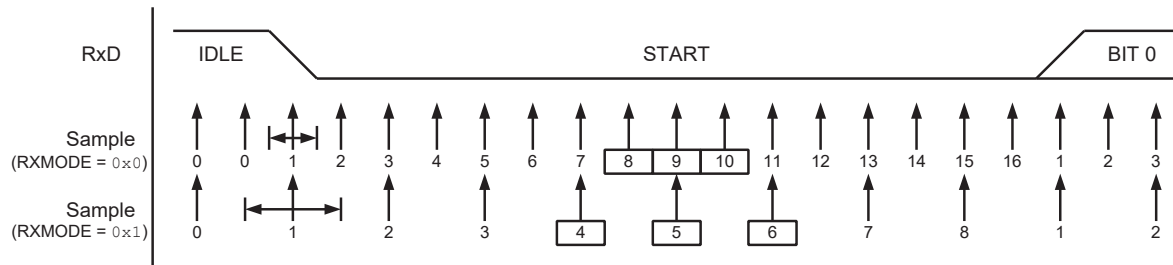 RxD IDLE START BIT 0
Sample
(RXMODE = 0x0) 0 0 1 2 3 4 5 6 7 8 9 10 11 12 13 14 15 16 1 2 3
Sample
(RXMODE = 0x1) 0 1 2 3 4 5 6 7 8 1 2